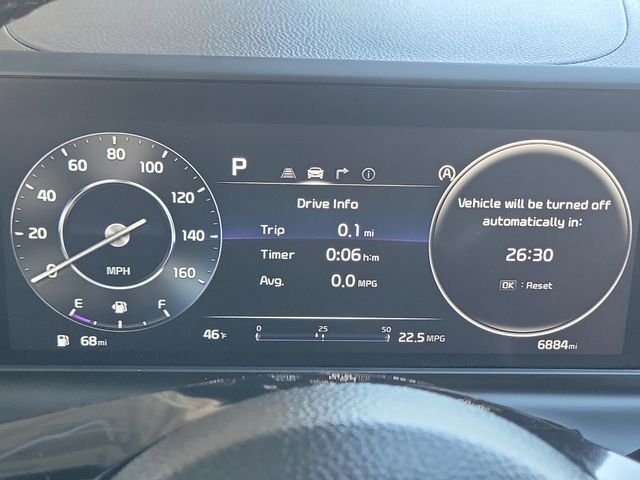 60 80 100
40 120
20 140
0 160
MPH
E F
68mi
P
A
Drive Info
Trip 0.1 mi
Timer 0:06 h:m
Avg. 0.0 MPG
46°F
0 25 50
22.5 MPG
Vehicle will be turned off
automatically in:
26:30
OK : Reset
6884mi